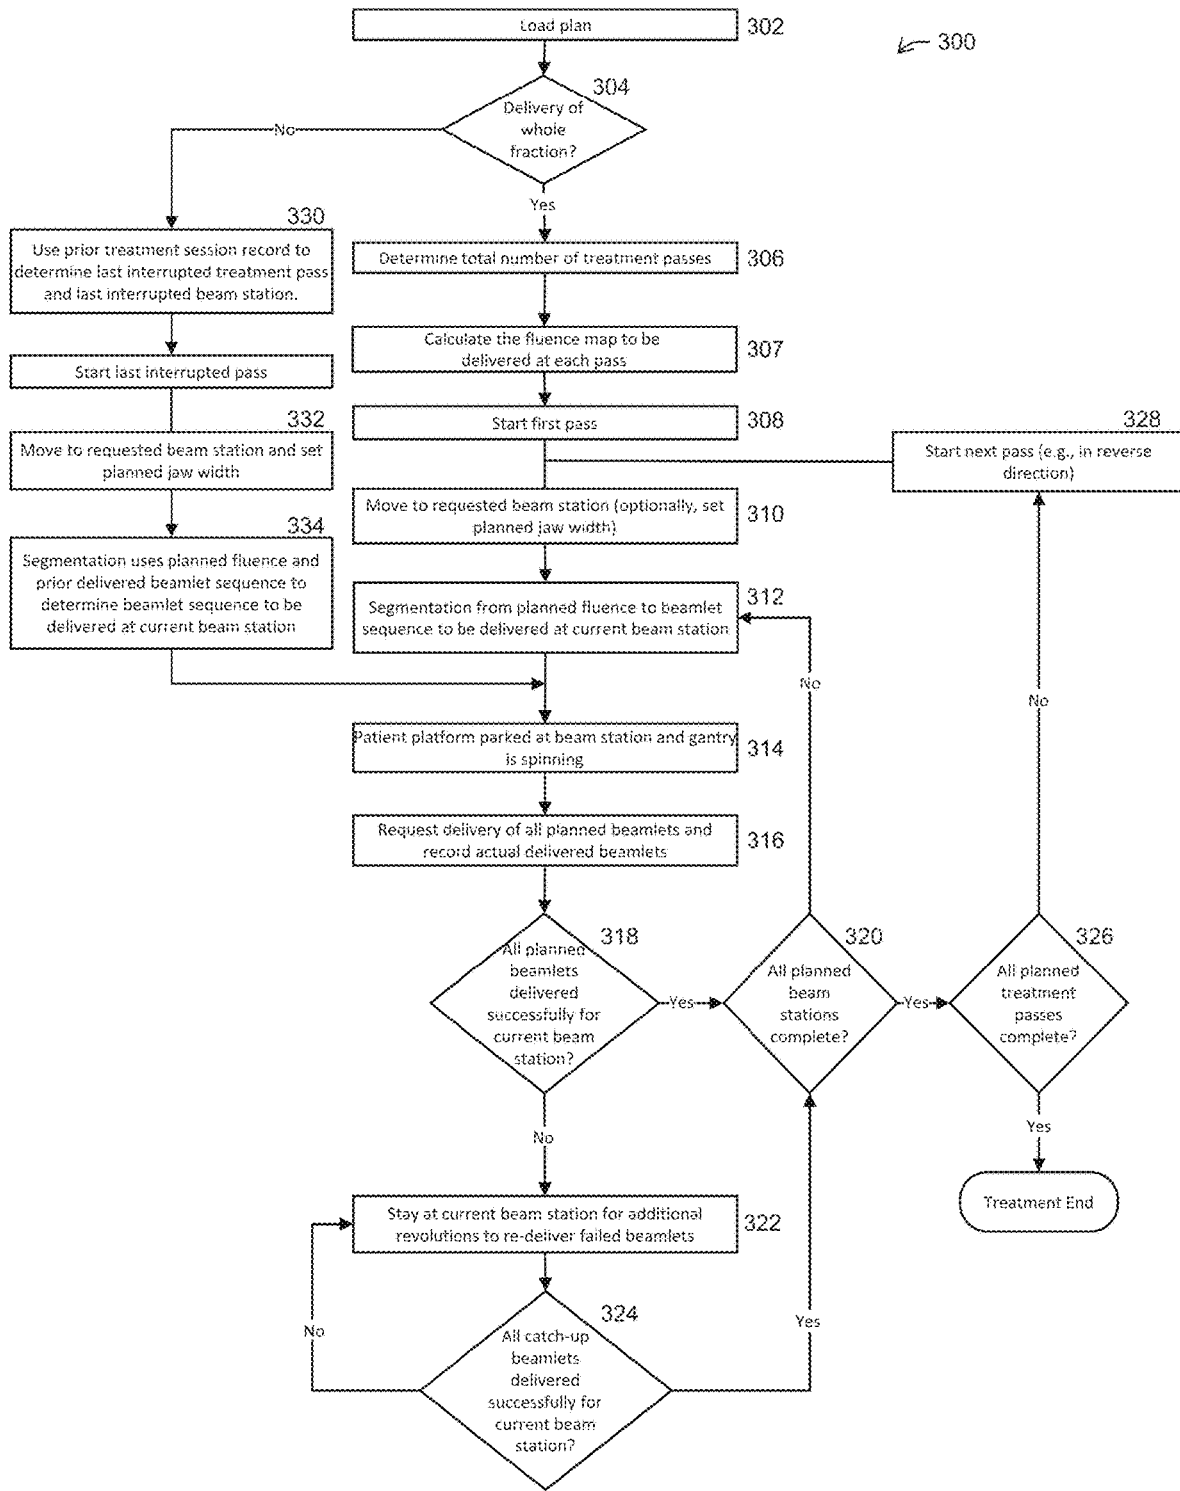 Load plan
302
300
304
Delivery of
whole
fraction?
No
Yes
330
Use prior treatment session record to
determine last interrupted treatment pass
and last interrupted beam station.
Determine total number of treatment passes
306
Calculate the fluence map to be
delivered at each pass
307
Start last interrupted pass
Start first pass
308
332
Move to requested beam station and set
planned jaw width
328
Start next pass (e.g., in reverse
direction)
Move to requested beam station (optionally, set
planned jaw width)
310
334
Segmentation uses planned fluence and
prior delivered beamlet sequence to
determine beamlet sequence to be
delivered at current beam station
Segmentation from planned fluence to beamlet
sequence to be delivered at current beam station
312
No
No
Patient platform parked at beam station and gantry
is spinning
314
Request delivery of all planned beamlets and
record actual delivered beamlets
316
318
All planned
beamlets
delivered
successfully for
current beam
station?
Yes
320
All planned
beam
stations
complete?
Yes
326
All planned
treatment
passes
complete?
No
Yes
Treatment End
Stay at current beam station for additional
revolutions to re-deliver failed beamlets
322
324
All catch-up
beamlets
delivered
successfully for
current beam
station?
No
Yes